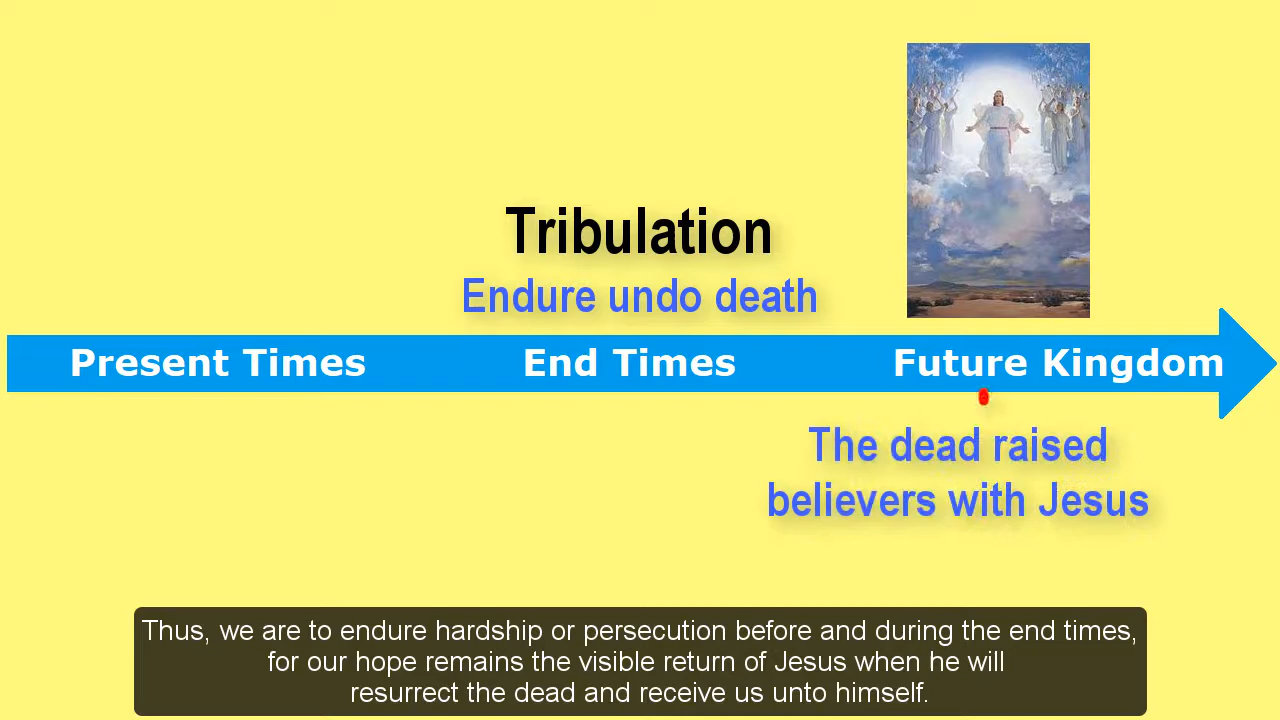 Tribulation
Endure undo death
Present Times End Times Future Kingdom
The dead raised
believers with Jesus
Thus, we are to endure hardship or persecution before and during the end times,
for our hope remains the visible return of Jesus when he will
resurrect the dead and receive us unto himself.